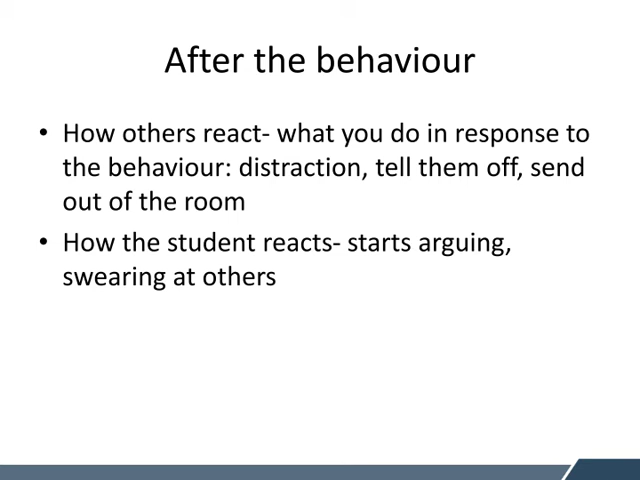 After the behaviour
• How others react- what you do in response to
the behaviour: distraction, tell them off, send
out of the room
• How the student reacts- starts arguing,
swearing at others